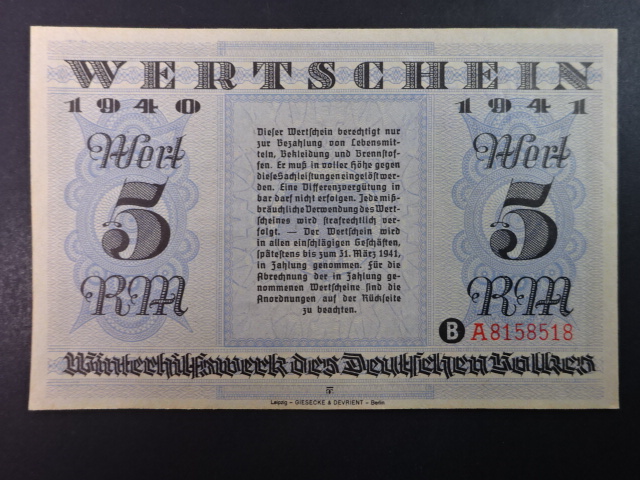 WERTSCHEIN
1940 1941
Wert Wert
5 5
RM RM
Dieser Wertschein berechtigt nur
zur Bezahlung von Lebensmit-
teln, Bekleidung und Brennstof-
fen. Er muß in voller Höhe gegen
diese Sachleistungen eingelöst wer-
den. Eine Differenzvergütung in
bar darf nicht erfolgen. Jede miß-
bräuchliche Verwendung des Wert-
scheines wird strafrechtlich ver-
folgt. — Der Wertschein wird
in allen einschlägigen Geschäften,
spätestens bis zum 31. März 1941,
in Zahlung genommen. Für die
Abrechnung der in Zahlung ge-
nommenen Wertscheine sind die
Anordnungen auf der Rückseite
zu beachten.
B A8158518
Winterhilfswerk des Deutschen Volkes
Leipzig – GIESECKE & DEVRIENT – Berlin